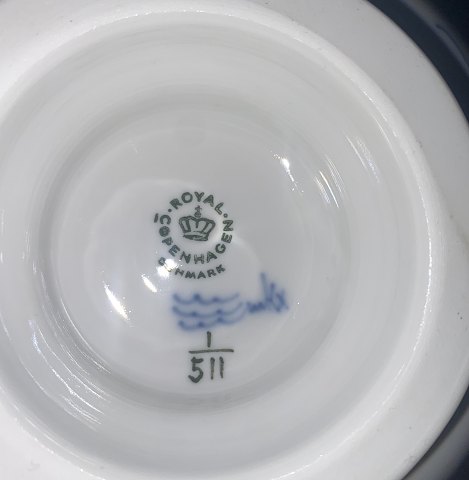 ROYAL
COPENHAGEN
DENMARK
1
511